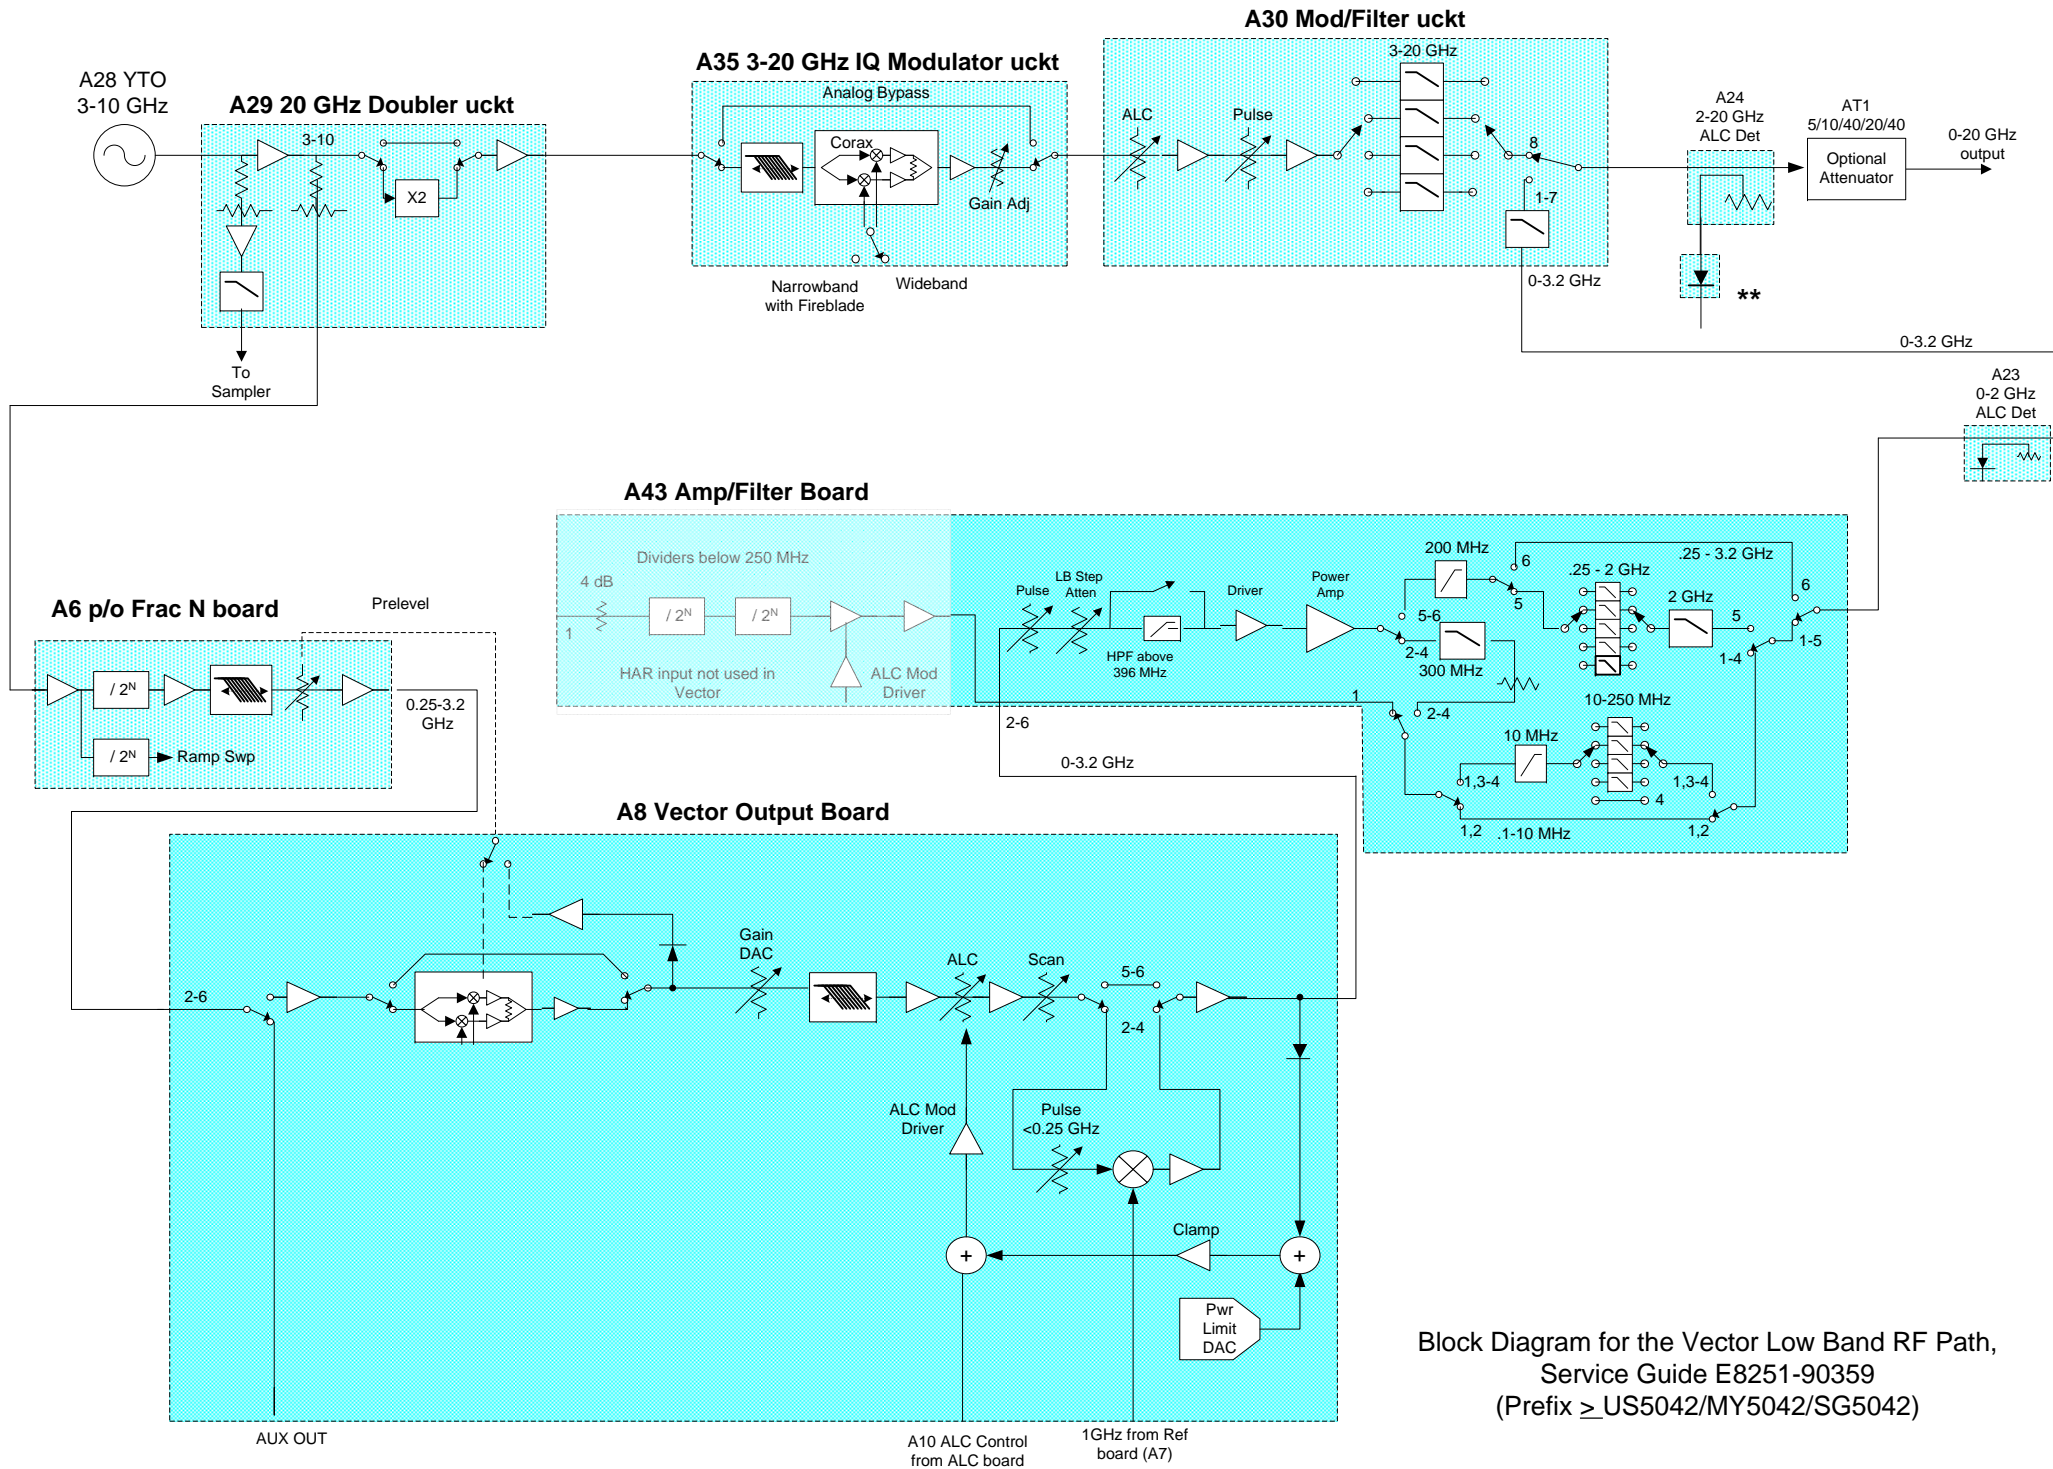 A30 Mod/Filter uckt
A28 YTO
3-10 GHz
A29 20 GHz Doubler uckt
3-10
X2
To
Sampler
A35 3-20 GHz IQ Modulator uckt
Analog Bypass
Corax
Gain Adj
Narrowband
with Fireblade
Wideband
3-20 GHz
ALC
Pulse
8
1-7
0-3.2 GHz
A24
2-20 GHz
ALC Det
**
AT1
5/10/40/20/40
Optional
Attenuator
0-20 GHz
output
0-3.2 GHz
A23
0-2 GHz
ALC Det
A43 Amp/Filter Board
Dividers below 250 MHz
4 dB
1
/ 2N
/ 2N
HAR input not used in
Vector
ALC Mod
Driver
Pulse
LB Step
Atten
HPF above
396 MHz
Driver
Power
Amp
200 MHz
5-6
2-4
300 MHz
6
5
.25 - 3.2 GHz
.25 - 2 GHz
2 GHz
5
6
1-5
1-4
1
2-4
10-250 MHz
10 MHz
1,3-4
4
1,3-4
1,2
.1-10 MHz
1,2
2-6
0-3.2 GHz
A6 p/o Frac N board
Prelevel
/ 2N
/ 2N
Ramp Swp
0.25-3.2
GHz
A8 Vector Output Board
2-6
Gain
DAC
ALC
Scan
5-6
2-4
ALC Mod
Driver
Pulse
<0.25 GHz
Clamp
+
+
Pwr
Limit
DAC
AUX OUT
A10 ALC Control
from ALC board
1GHz from Ref
board (A7)
Block Diagram for the Vector Low Band RF Path,
Service Guide E8251-90359
(Prefix > US5042/MY5042/SG5042)